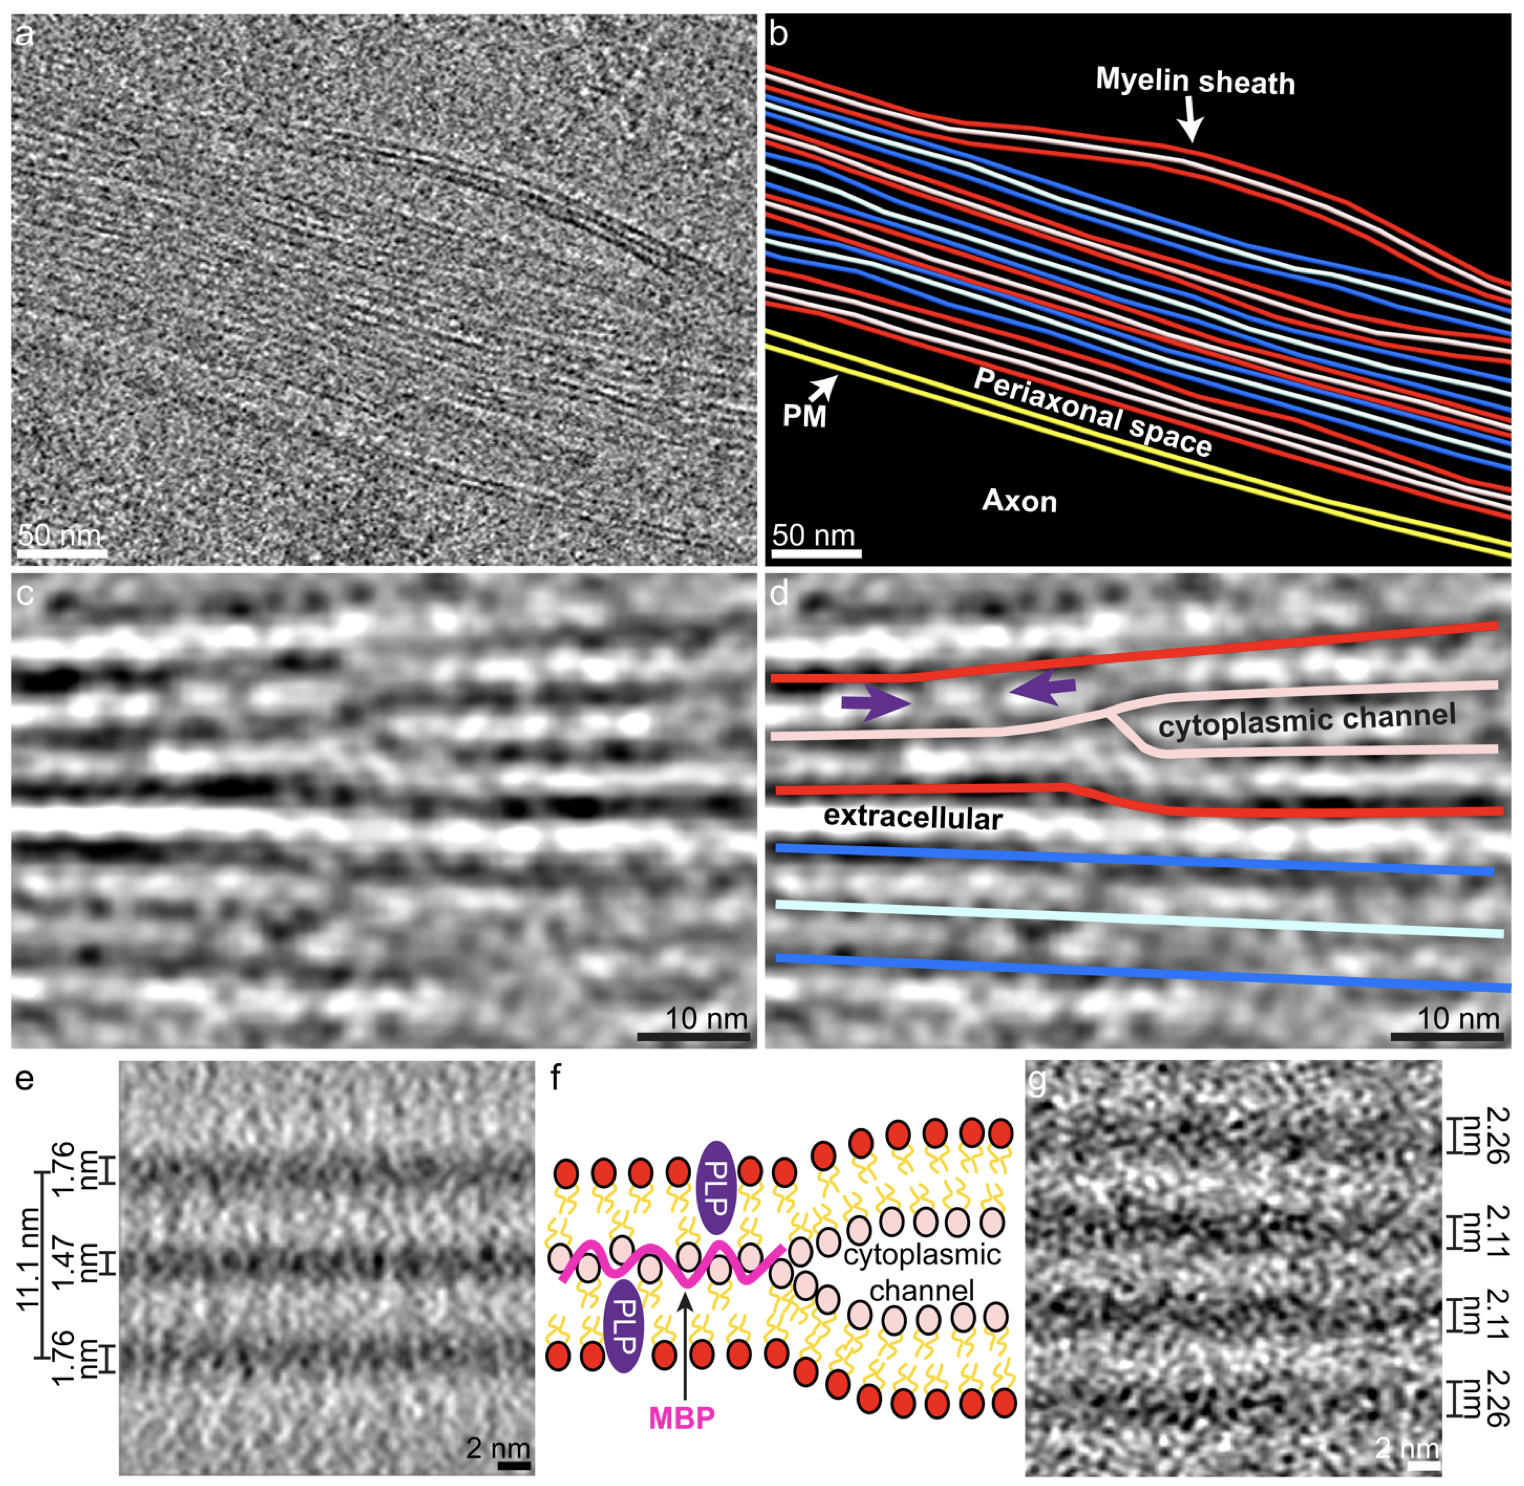 a
50 nm
b
Myelin sheath
PM
Periaxonal space
Axon
50 nm
c
10 nm
d
cytoplasmic channel
extracellular
10 nm
e
11.1 nm
1.76
nm
1.47
nm
1.76
nm
2 nm
f
PLP
cytoplasmic
channel
PLP
MBP
g
2.26
nm
2.11
nm
2.11
nm
2.26
nm
2 nm